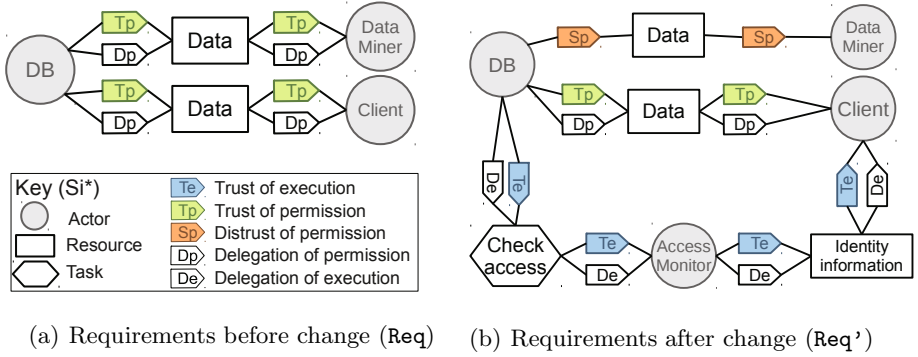 Tp
Tp
Data
Data
Miner
Dp
Dp
DB
Tp
Tp
Data
Client
Dp
Dp
Key (Si*)
Actor
Resource
Task
Te Trust of execution
Tp Trust of permission
Sp Distrust of permission
Dp Delegation of permission
De Delegation of execution
(a) Requirements before change (Req)
Sp
Data
Sp
Data
Miner
DB
Tp
Tp
Data
Client
Dp
Dp
De
Te
Te
De
Check
access
Te
De
Access
Monitor
Te
De
Identity
information
(b) Requirements after change (Req')